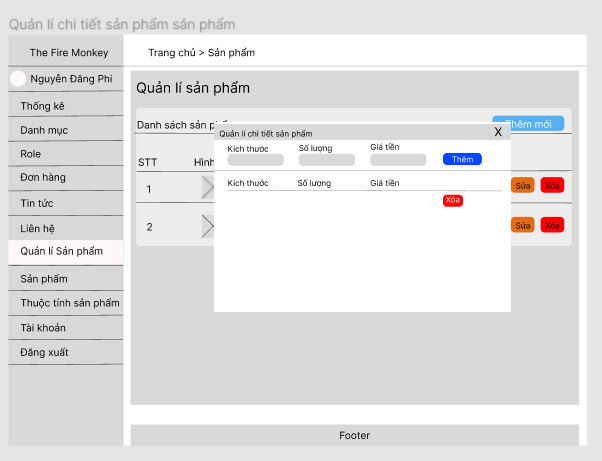 Quản lí chi tiết sản phẩm sản phẩm
The Fire Monkey
Trang chủ > Sản phẩm
Nguyễn Đăng Phi
Thống kê
Danh mục
Role
Đơn hàng
Tin tức
Liên hệ
Quản lí Sản phẩm
Sản phẩm
Thuộc tính sản phẩm
Tài khoản
Đăng xuất
Quản lí sản phẩm
Danh sách sản
Thêm mới
STT
Hình
1
Sửa
Xóa
2
Sửa
Xóa
Quản lí chi tiết sản phẩm
X
Kích thước
Số lượng
Giá tiền
Thêm
Kích thước
Số lượng
Giá tiền
Xóa
Footer